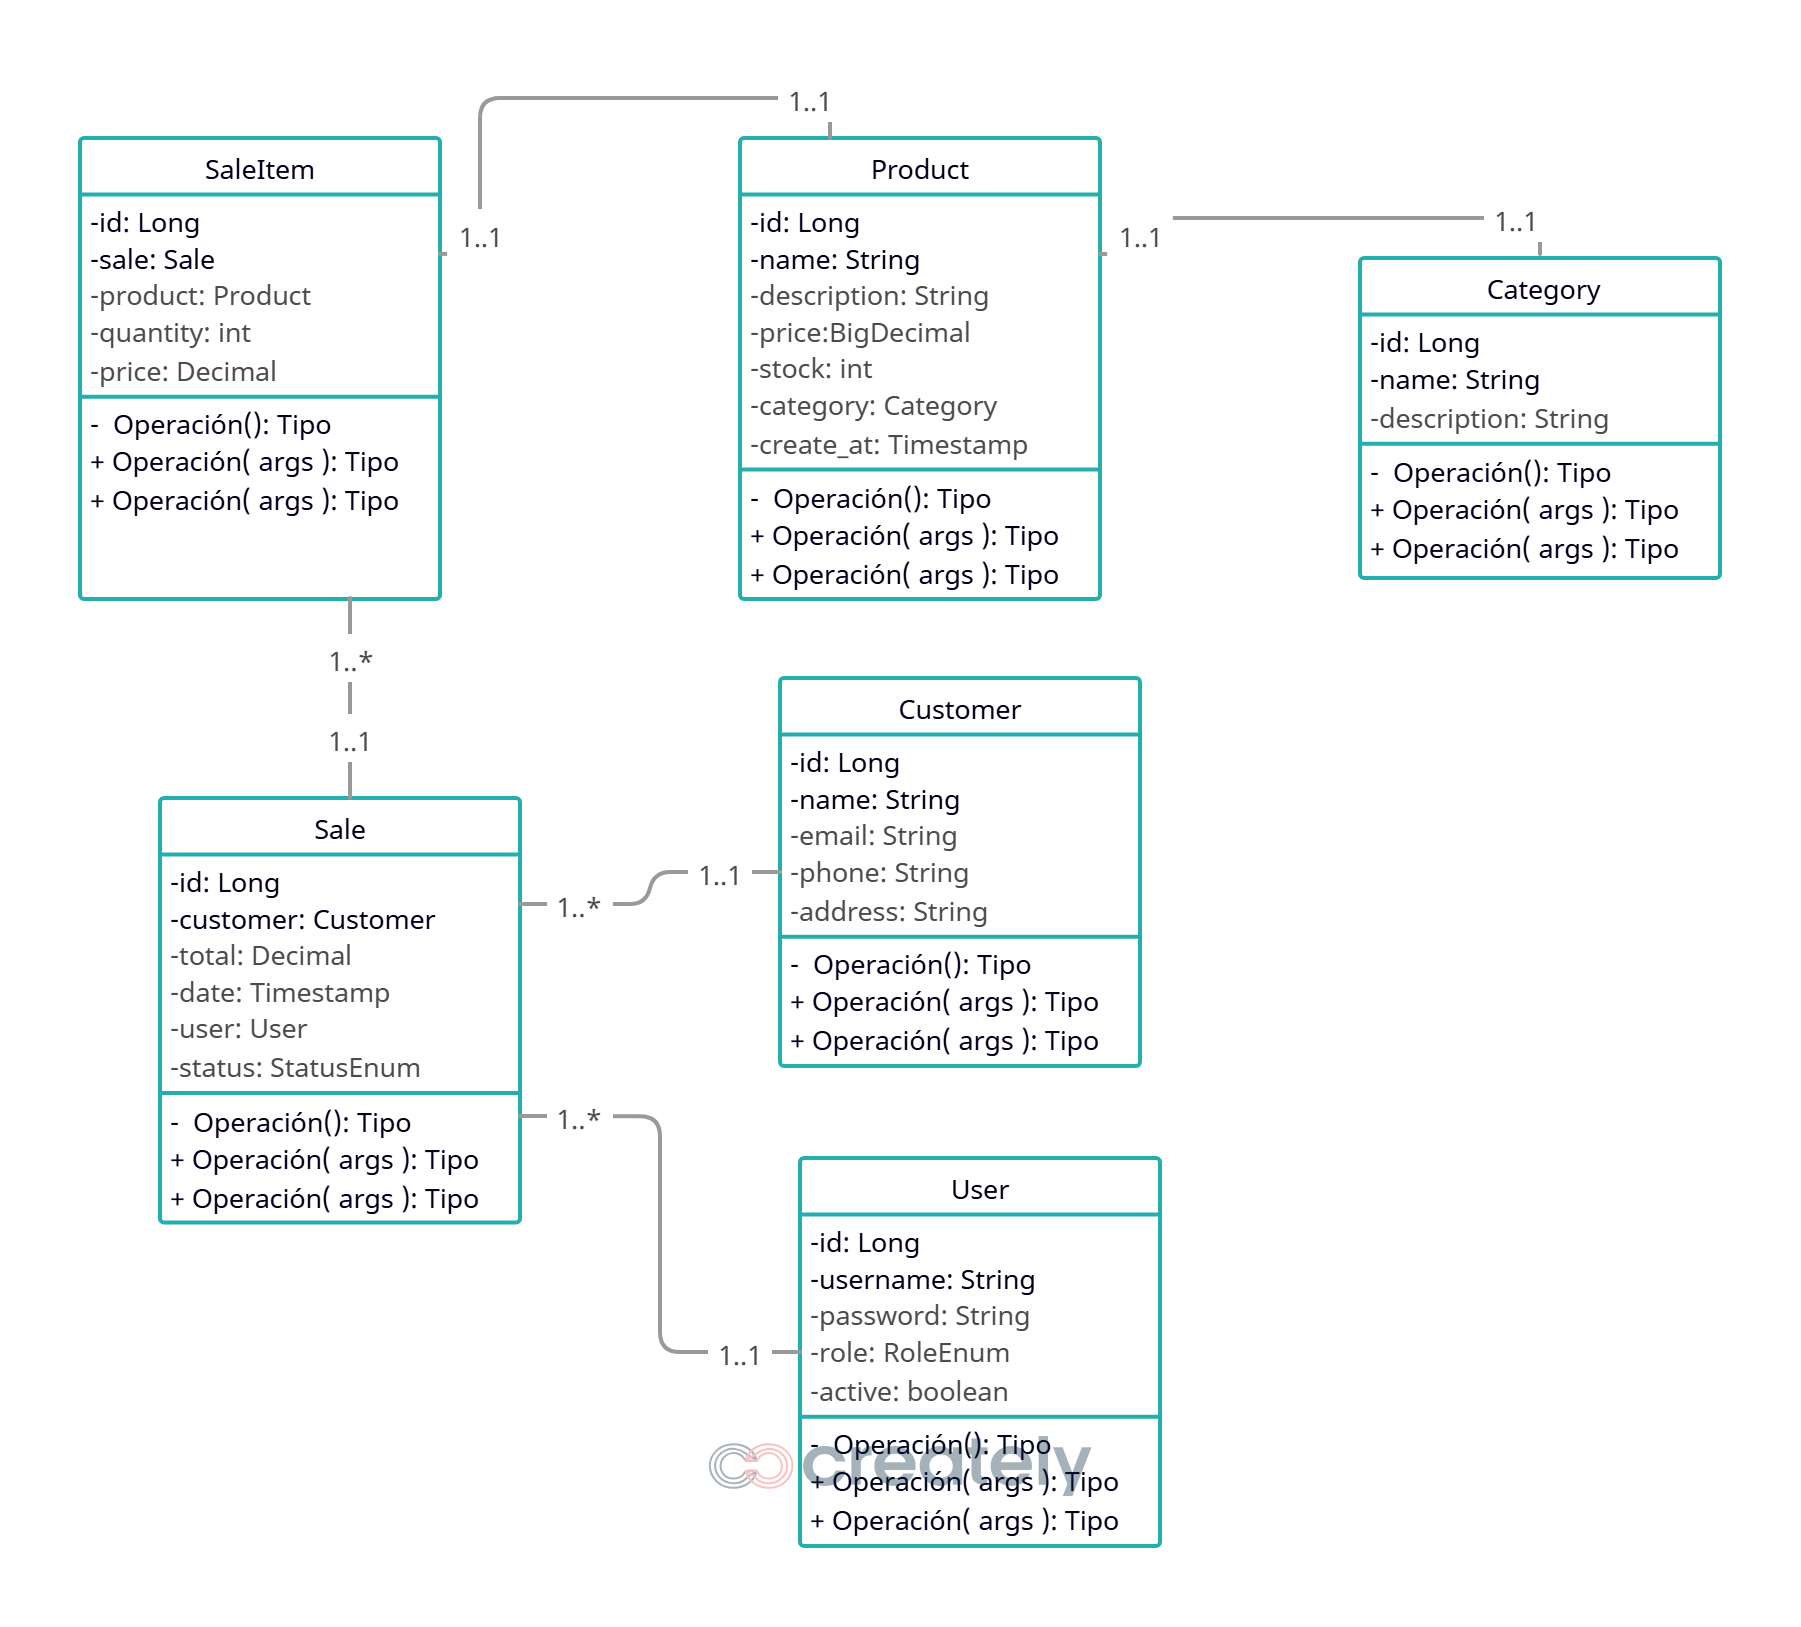 1..1
SaleItem
-id: Long
-sale: Sale
-product: Product
-quantity: int
-price: Decimal
-  Operación(): Tipo
+ Operación( args ): Tipo
+ Operación( args ): Tipo
1..1
Product
-id: Long
-name: String
-description: String
-price:BigDecimal
-stock: int
-category: Category
-create_at: Timestamp
-  Operación(): Tipo
+ Operación( args ): Tipo
+ Operación( args ): Tipo
1..1
1..1
Category
-id: Long
-name: String
-description: String
-  Operación(): Tipo
+ Operación( args ): Tipo
+ Operación( args ): Tipo
1..*
1..1
Sale
-id: Long
-customer: Customer
-total: Decimal
-date: Timestamp
-user: User
-status: StatusEnum
-  Operación(): Tipo
+ Operación( args ): Tipo
+ Operación( args ): Tipo
1..*
1..1
Customer
-id: Long
-name: String
-email: String
-phone: String
-address: String
-  Operación(): Tipo
+ Operación( args ): Tipo
+ Operación( args ): Tipo
1..*
1..1
User
-id: Long
-username: String
-password: String
-role: RoleEnum
-active: boolean
-  Operación(): Tipo
+ Operación( args ): Tipo
+ Operación( args ): Tipo
creately